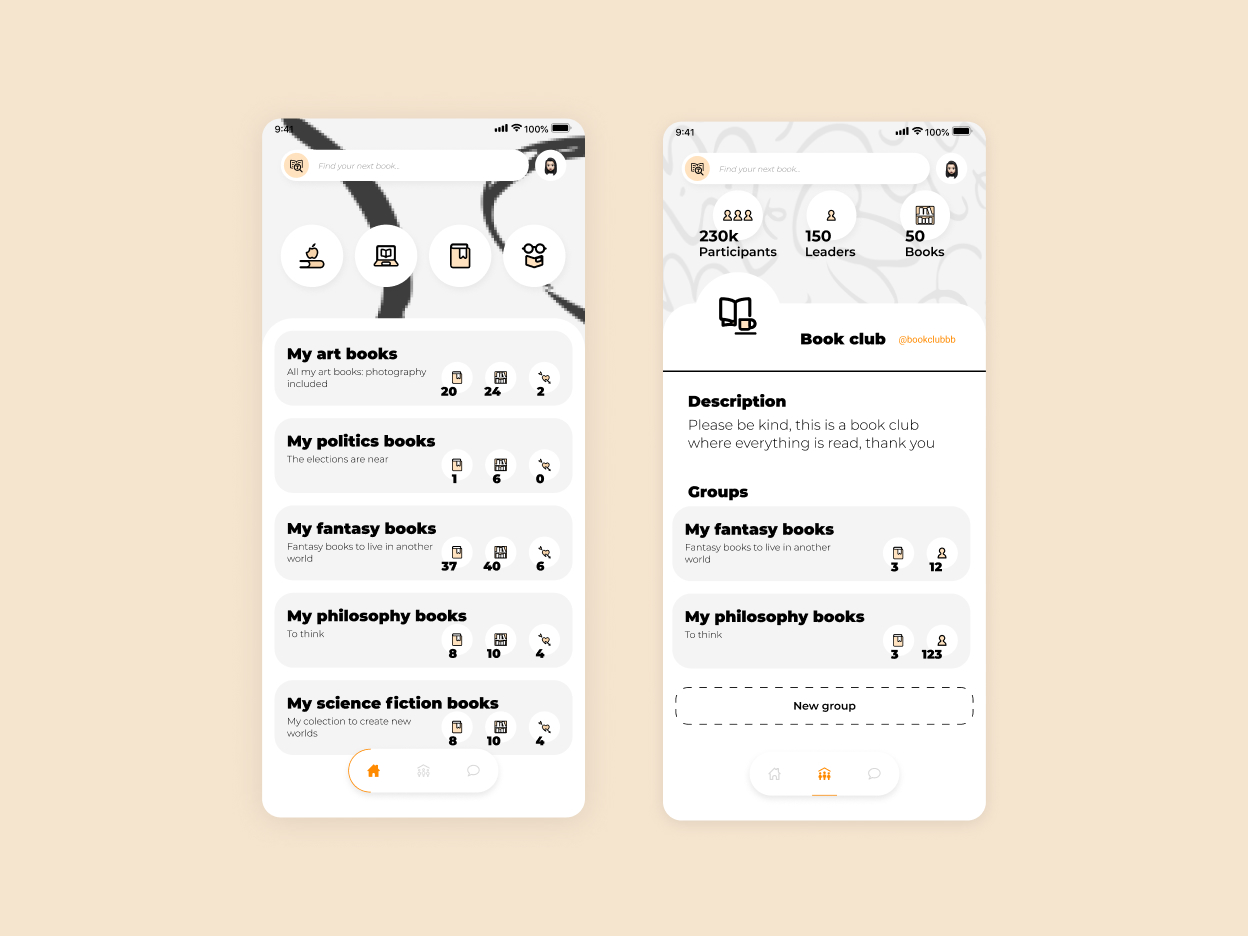 9:41
100%
Find your next book...
My art books
All my art books: photography
included
20 24 2
My politics books
The elections are near
1 6 0
My fantasy books
Fantasy books to live in another
world
37 40 6
My philosophy books
To think
8 10 4
My science fiction books
My colection to create new
worlds
8 10 4
9:41
100%
Find your next book...
230k 150 50
Participants Leaders Books
Book club @bookclubbb
Description
Please be kind, this is a book club
where everything is read, thank you
Groups
My fantasy books
Fantasy books to live in another
world
3 12
My philosophy books
To think
3 123
New group